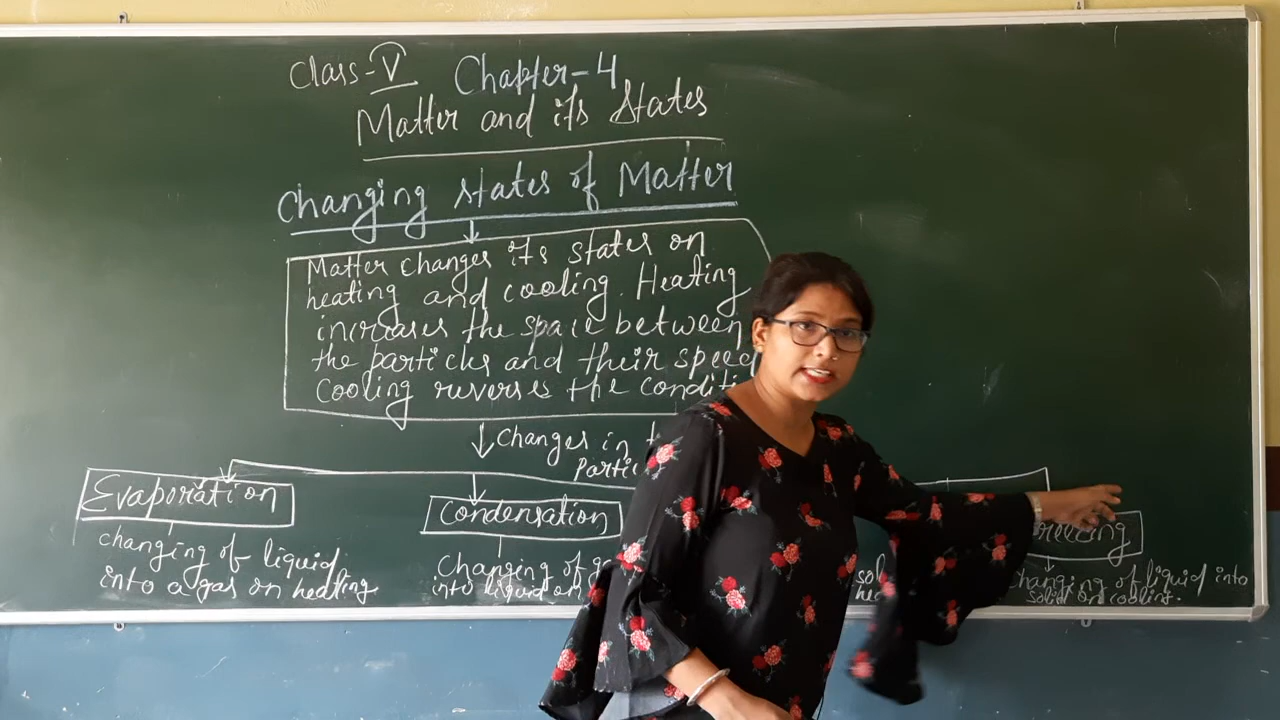 Class-V Chapter-4
Matter and its States
Changing states of Matter
Matter changes its states on
heating and cooling. Heating
increases the space between
the particles and their speed
Cooling reverses the conditi
Changes in t
Partic
Evaporation
changing of liquid
into a gas on heating
Condensation
Changing of ga
into liquid on
sol
he
reezing
hanging of liquid into
solid on cooling.